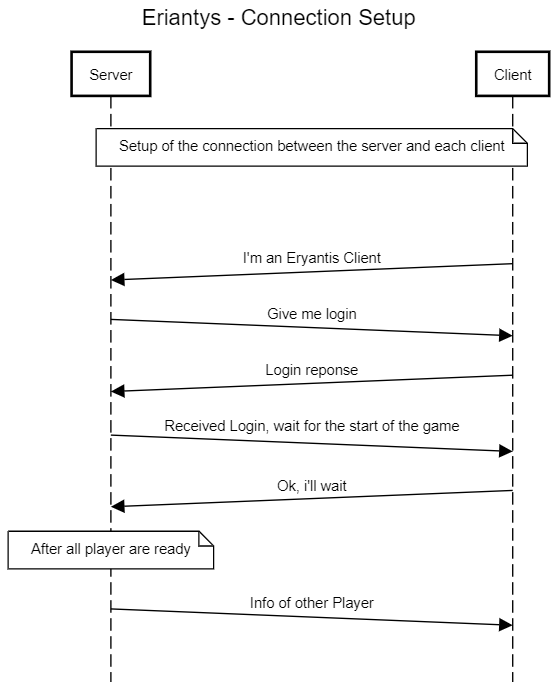 Eriantys - Connection Setup
Server
Client
Setup of the connection between the server and each client
I'm an Eryantis Client
Give me login
Login reponse
Received Login, wait for the start of the game
Ok, i'll wait
After all player are ready
Info of other Player